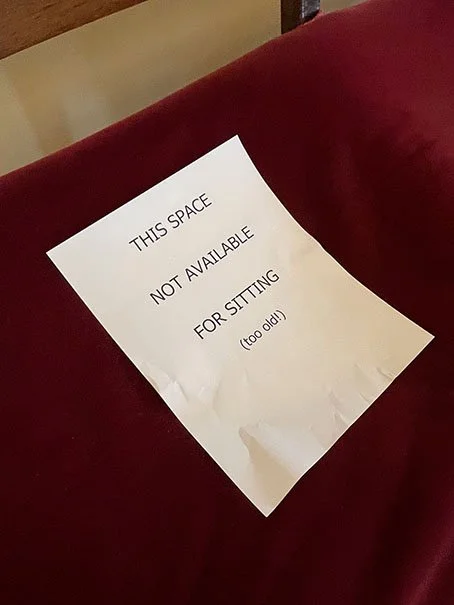 THIS SPACE
NOT AVAILABLE
FOR SITTING
(too old!)